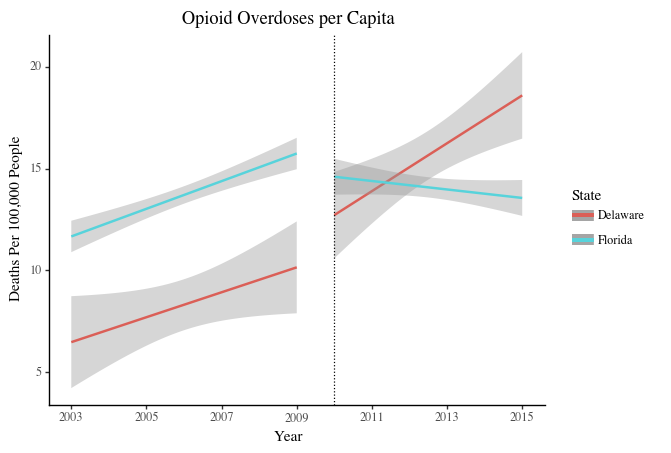 Opioid Overdoses per Capita
Deaths Per 100,000 People
20
15
10
5
2003 2005 2007 2009 2011 2013 2015
Year
State
Delaware
Florida